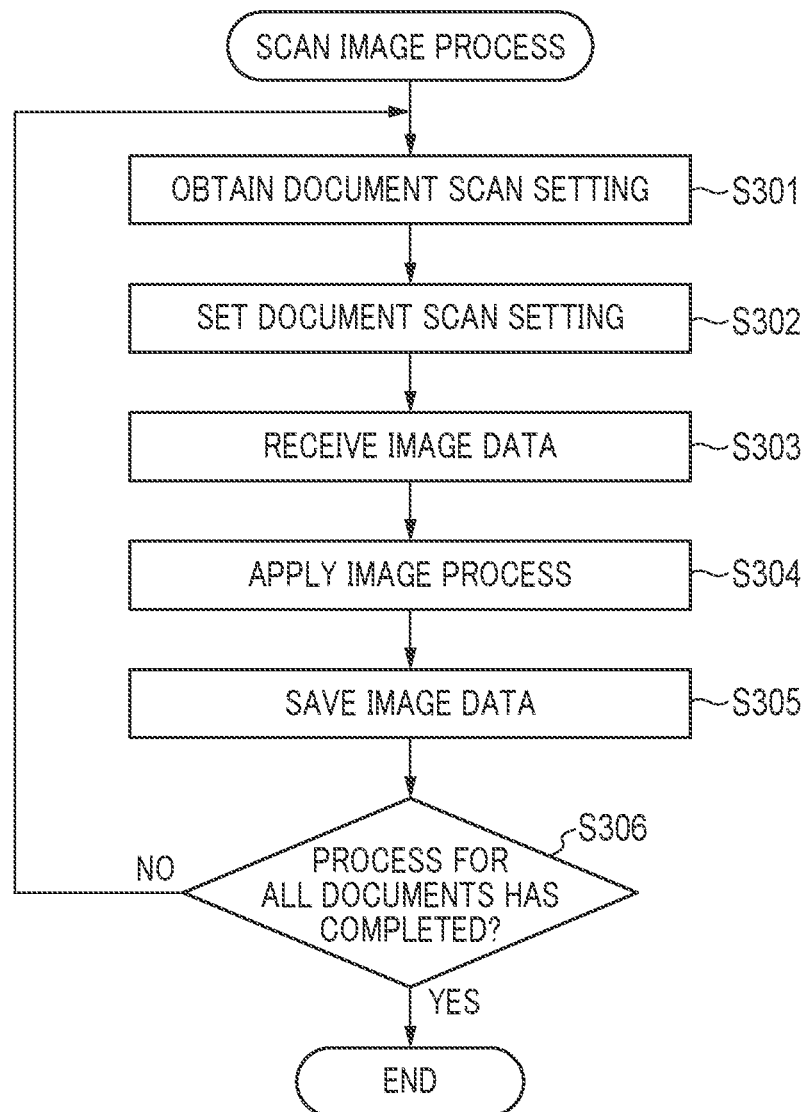 SCAN IMAGE PROCESS
OBTAIN DOCUMENT SCAN SETTING S301
SET DOCUMENT SCAN SETTING S302
RECEIVE IMAGE DATA S303
APPLY IMAGE PROCESS S304
SAVE IMAGE DATA S305
S306
NO
PROCESS FOR
ALL DOCUMENTS HAS
COMPLETED?
YES
END